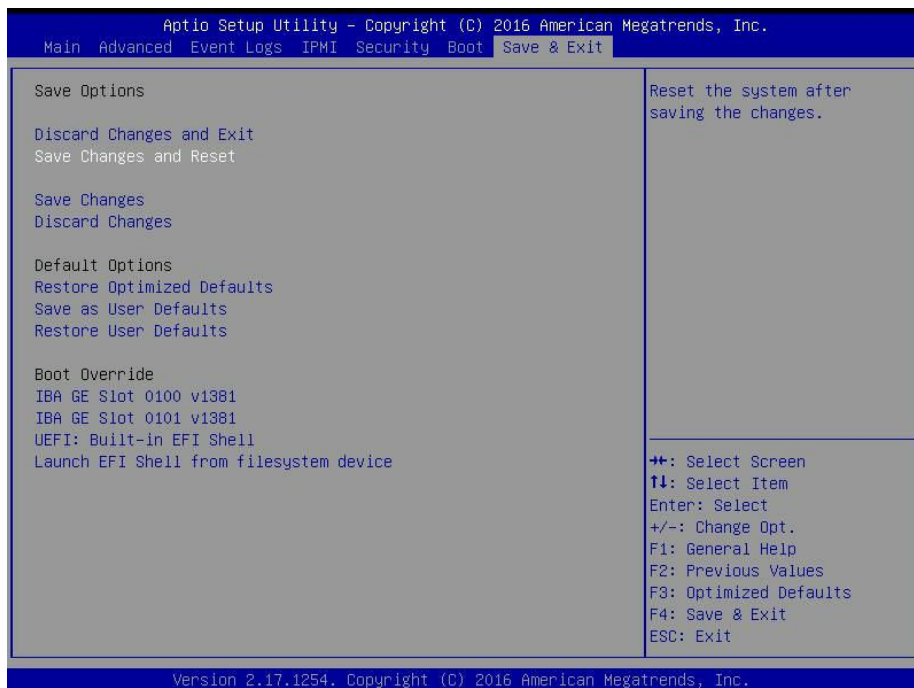 Aptio Setup Utility – Copyright (C) 2016 American Megatrends, Inc.
Main Advanced Event Logs IPMI Security Boot Save & Exit
Save Options
Discard Changes and Exit
Save Changes and Reset
Save Changes
Discard Changes
Default Options
Restore Optimized Defaults
Save as User Defaults
Restore User Defaults
Boot Override
IBA GE Slot 0100 v1381
IBA GE Slot 0101 v1381
UEFI: Built-in EFI Shell
Launch EFI Shell from filesystem device
Reset the system after
saving the changes.
→←: Select Screen
↑↓: Select Item
Enter: Select
+/-: Change Opt.
F1: General Help
F2: Previous Values
F3: Optimized Defaults
F4: Save & Exit
ESC: Exit
Version 2.17.1254. Copyright (C) 2016 American Megatrends, Inc.